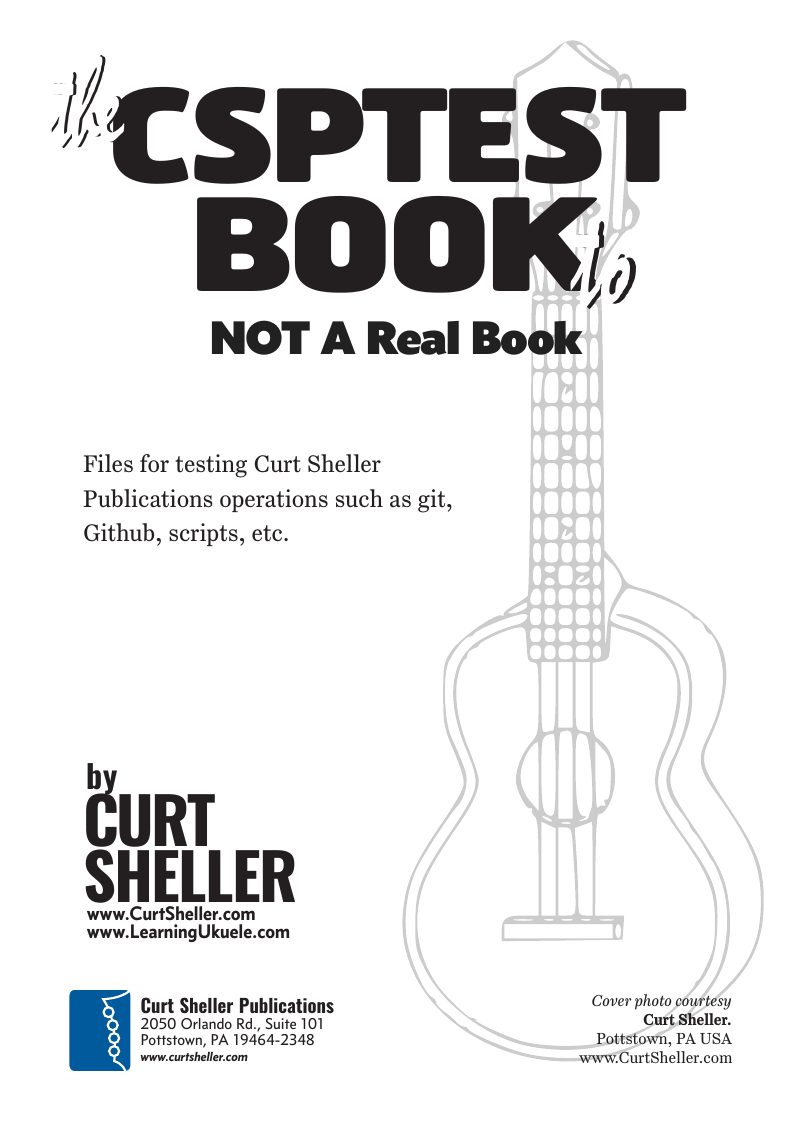 the
CSPTEST
BOOK
to
NOT A Real Book
Files for testing Curt Sheller
Publications operations such as git,
Github, scripts, etc.
by
CURT
SHELLER
www.CurtSheller.com
www.LearningUkuele.com
Curt Sheller Publications
2050 Orlando Rd., Suite 101
Pottstown, PA 19464-2348
www.curtsheller.com
Cover photo courtesy
Curt Sheller.
Pottstown, PA USA
www.CurtSheller.com